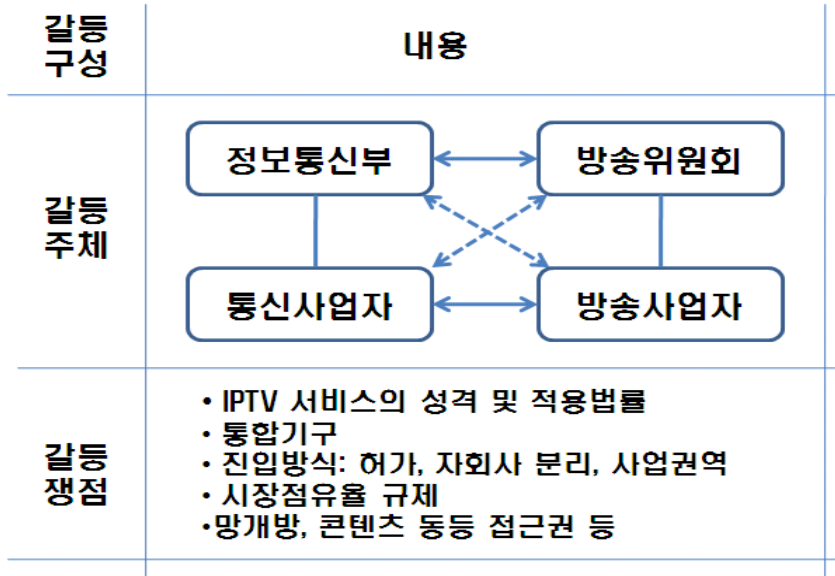 갈등
구성
내용
갈등
주체
정보통신부
방송위원회
통신사업자
방송사업자
갈등
쟁점
• IPTV 서비스의 성격 및 적용법률
• 통합기구
• 진입방식: 허가, 자회사 분리, 사업권역
• 시장점유율 규제
•망개방, 콘텐츠 동등 접근권 등